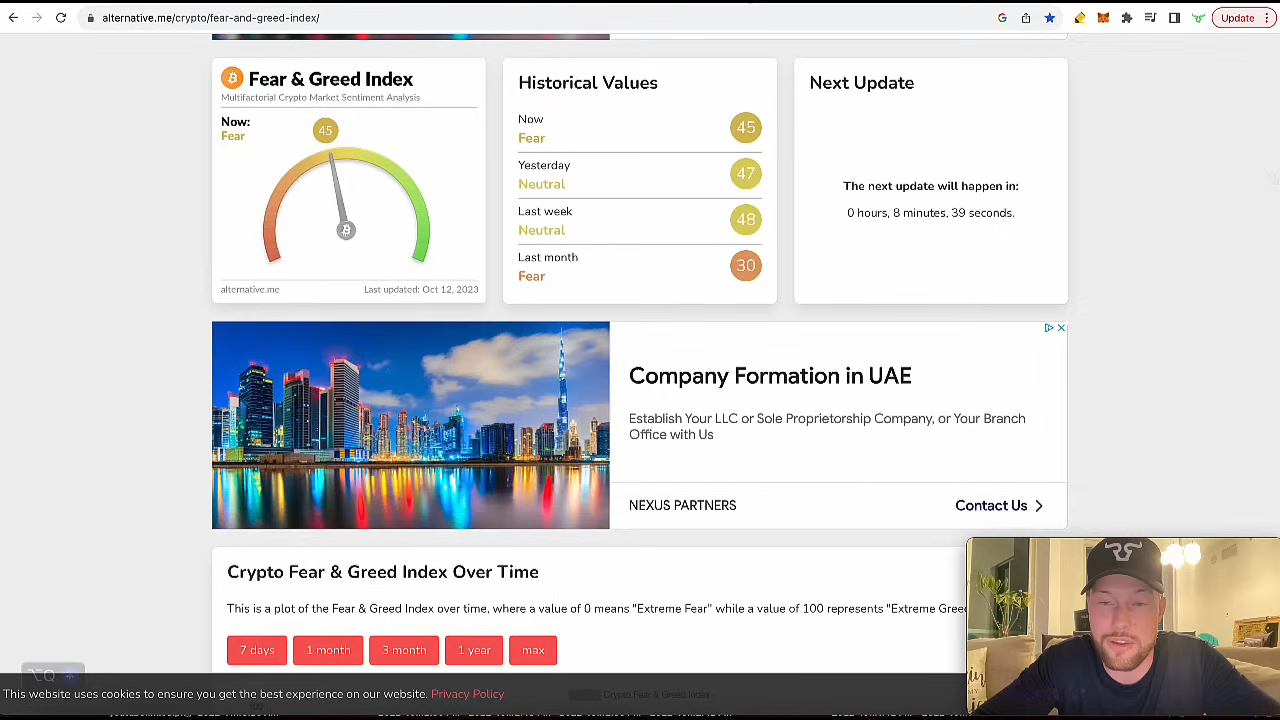 alternative.me/crypto/fear-and-greed-index/
Update
Fear & Greed Index
Multifactorial Crypto Market Sentiment Analysis
Now:
Fear
45
alternative.me
Last updated: Oct 12, 2023
Historical Values
Now
Fear
45
Yesterday
Neutral
47
Last week
Neutral
48
Last month
Fear
30
Next Update
The next update will happen in:
0 hours, 8 minutes, 39 seconds.
Company Formation in UAE
Establish Your LLC or Sole Proprietorship Company, or Your Branch
Office with Us
NEXUS PARTNERS
Contact Us
Crypto Fear & Greed Index Over Time
This is a plot of the Fear & Greed Index over time, where a value of 0 means "Extreme Fear" while a value of 100 represents "Extreme Gree
7 days
1 month
3 month
1 year
max
⌥Q
This website uses cookies to ensure you get the best experience on our website. Privacy Policy
Crypto Fear & Greed Index
100